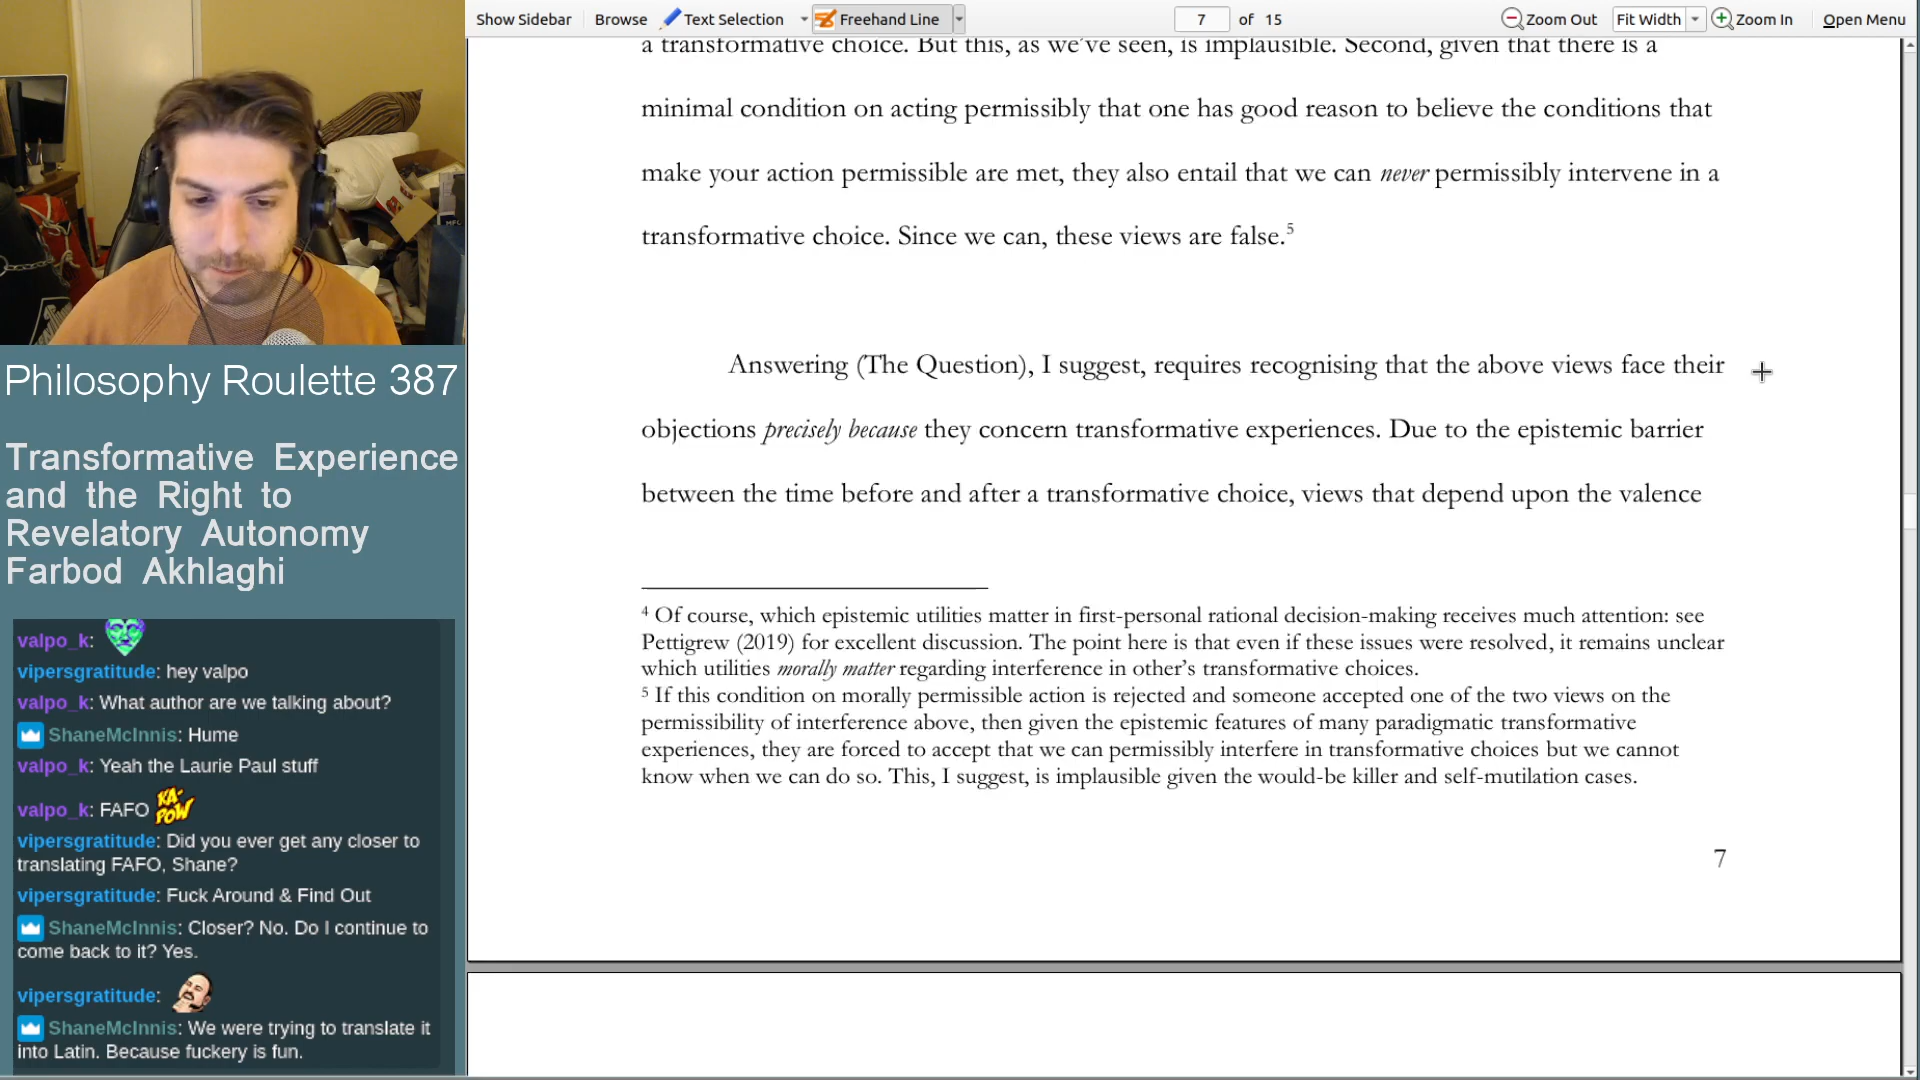 Show Sidebar Browse Text Selection Freehand Line 7 of 15 Zoom Out Fit Width Zoom In Open Menu
a transformative choice. But this, as we’ve seen, is implausible. Second, given that there is a
minimal condition on acting permissibly that one has good reason to believe the conditions that
make your action permissible are met, they also entail that we can never permissibly intervene in a
transformative choice. Since we can, these views are false.5
Answering (The Question), I suggest, requires recognising that the above views face their
objections precisely because they concern transformative experiences. Due to the epistemic barrier
between the time before and after a transformative choice, views that depend upon the valence
4 Of course, which epistemic utilities matter in first-personal rational decision-making receives much attention: see
Pettigrew (2019) for excellent discussion. The point here is that even if these issues were resolved, it remains unclear
which utilities morally matter regarding interference in other’s transformative choices.
5 If this condition on morally permissible action is rejected and someone accepted one of the two views on the
permissibility of interference above, then given the epistemic features of many paradigmatic transformative
experiences, they are forced to accept that we can permissibly interfere in transformative choices but we cannot
know when we can do so. This, I suggest, is implausible given the would-be killer and self-mutilation cases.
7
Philosophy Roulette 387
Transformative Experience
and the Right to
Revelatory Autonomy
Farbod Akhlaghi
valpo_k:
vipersgratitude: hey valpo
valpo_k: What author are we talking about?
ShaneMcInnis: Hume
valpo_k: Yeah the Laurie Paul stuff
valpo_k: FAFO KA-POW
vipersgratitude: Did you ever get any closer to
translating FAFO, Shane?
vipersgratitude: Fuck Around & Find Out
ShaneMcInnis: Closer? No. Do I continue to
come back to it? Yes.
vipersgratitude:
ShaneMcInnis: We were trying to translate it
into Latin. Because fuckery is fun.